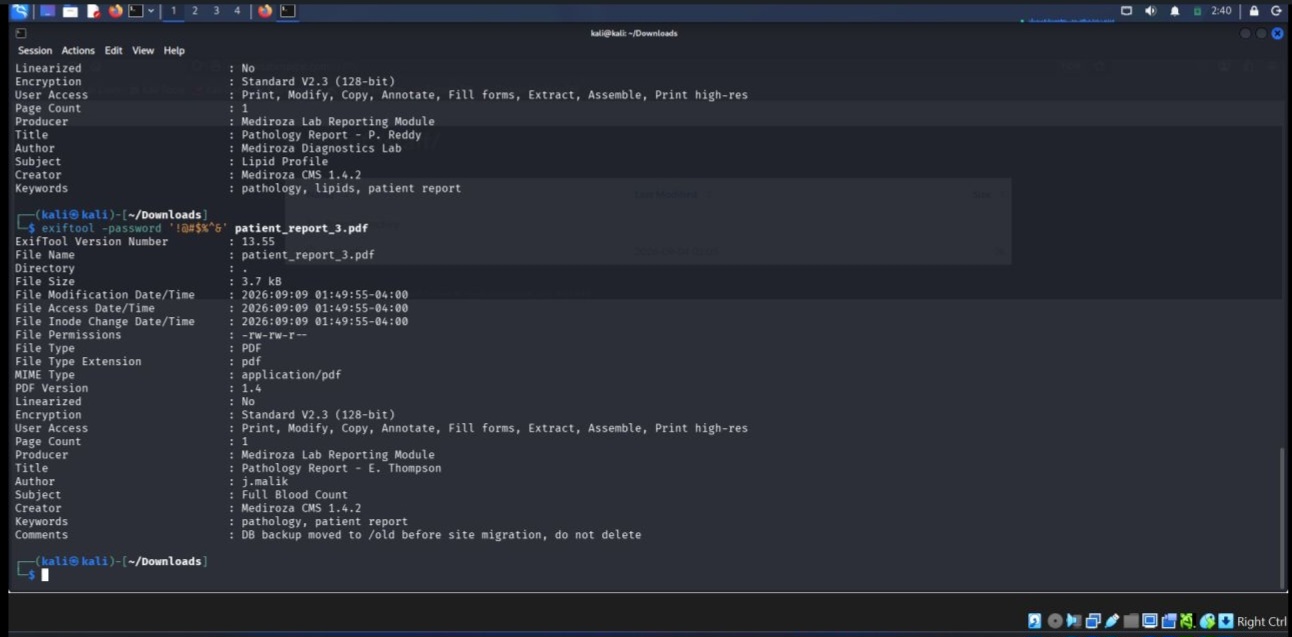 1 2 3 4 2:40
kali@kali: ~/Downloads
Session Actions Edit View Help
Linearized : No
Encryption : Standard V2.3 (128-bit)
User Access : Print, Modify, Copy, Annotate, Fill forms, Extract, Assemble, Print high-res
Page Count : 1
Producer : Mediroza Lab Reporting Module
Title : Pathology Report - P. Reddy
Author : Mediroza Diagnostics Lab
Subject : Lipid Profile
Creator : Mediroza CMS 1.4.2
Keywords : pathology, lipids, patient report
┌──(kali㉿kali)-[~/Downloads]
└─$ exiftool -password '!@#$%^&' patient_report_3.pdf
ExifTool Version Number : 13.55
File Name : patient_report_3.pdf
Directory : .
File Size : 3.7 kB
File Modification Date/Time : 2026:09:09 01:49:55-04:00
File Access Date/Time : 2026:09:09 01:49:55-04:00
File Inode Change Date/Time : 2026:09:09 01:49:55-04:00
File Permissions : -rw-rw-r--
File Type : PDF
File Type Extension : pdf
MIME Type : application/pdf
PDF Version : 1.4
Linearized : No
Encryption : Standard V2.3 (128-bit)
User Access : Print, Modify, Copy, Annotate, Fill forms, Extract, Assemble, Print high-res
Page Count : 1
Producer : Mediroza Lab Reporting Module
Title : Pathology Report - E. Thompson
Author : j.malik
Subject : Full Blood Count
Creator : Mediroza CMS 1.4.2
Keywords : pathology, patient report
Comments : DB backup moved to /old before site migration, do not delete
┌──(kali㉿kali)-[~/Downloads]
└─$
Right Ctrl